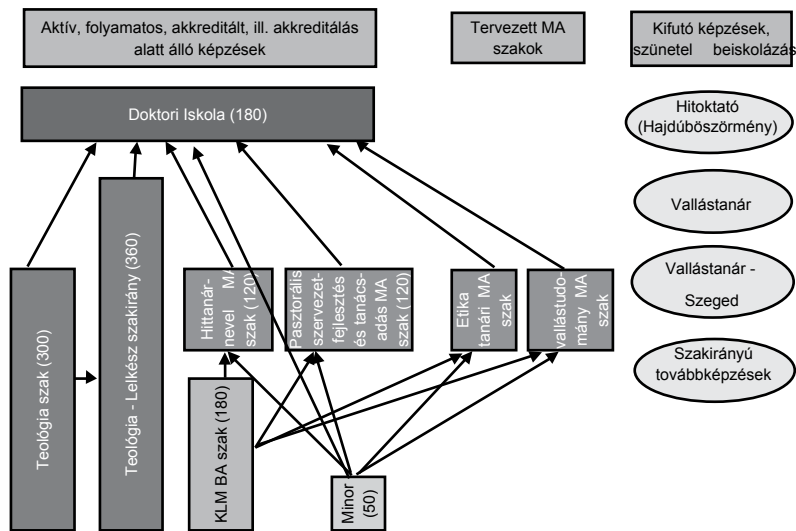 Aktív, folyamatos, akkreditált, ill. akkreditálás
alatt álló képzések
Tervezett MA
szakok
Kifutó képzések,
szünetel beiskolázás
Doktori Iskola (180)
Hitoktató
(Hajdúböszörmény)
Vallástanár
Vallástanár -
Szeged
Szakirányú
továbbképzések
Teológia szak (300)
Teológia - Lelkész szakirány (360)
Hittanár-
nevel MA
szak (120)
Pasztorális
szervezet-
fejlesztés
és tanács-
adás MA
szak (120)
Etika
tanári MA
szak
vallástudo-
mány MA
szak
KLM BA szak (180)
Minor
(50)